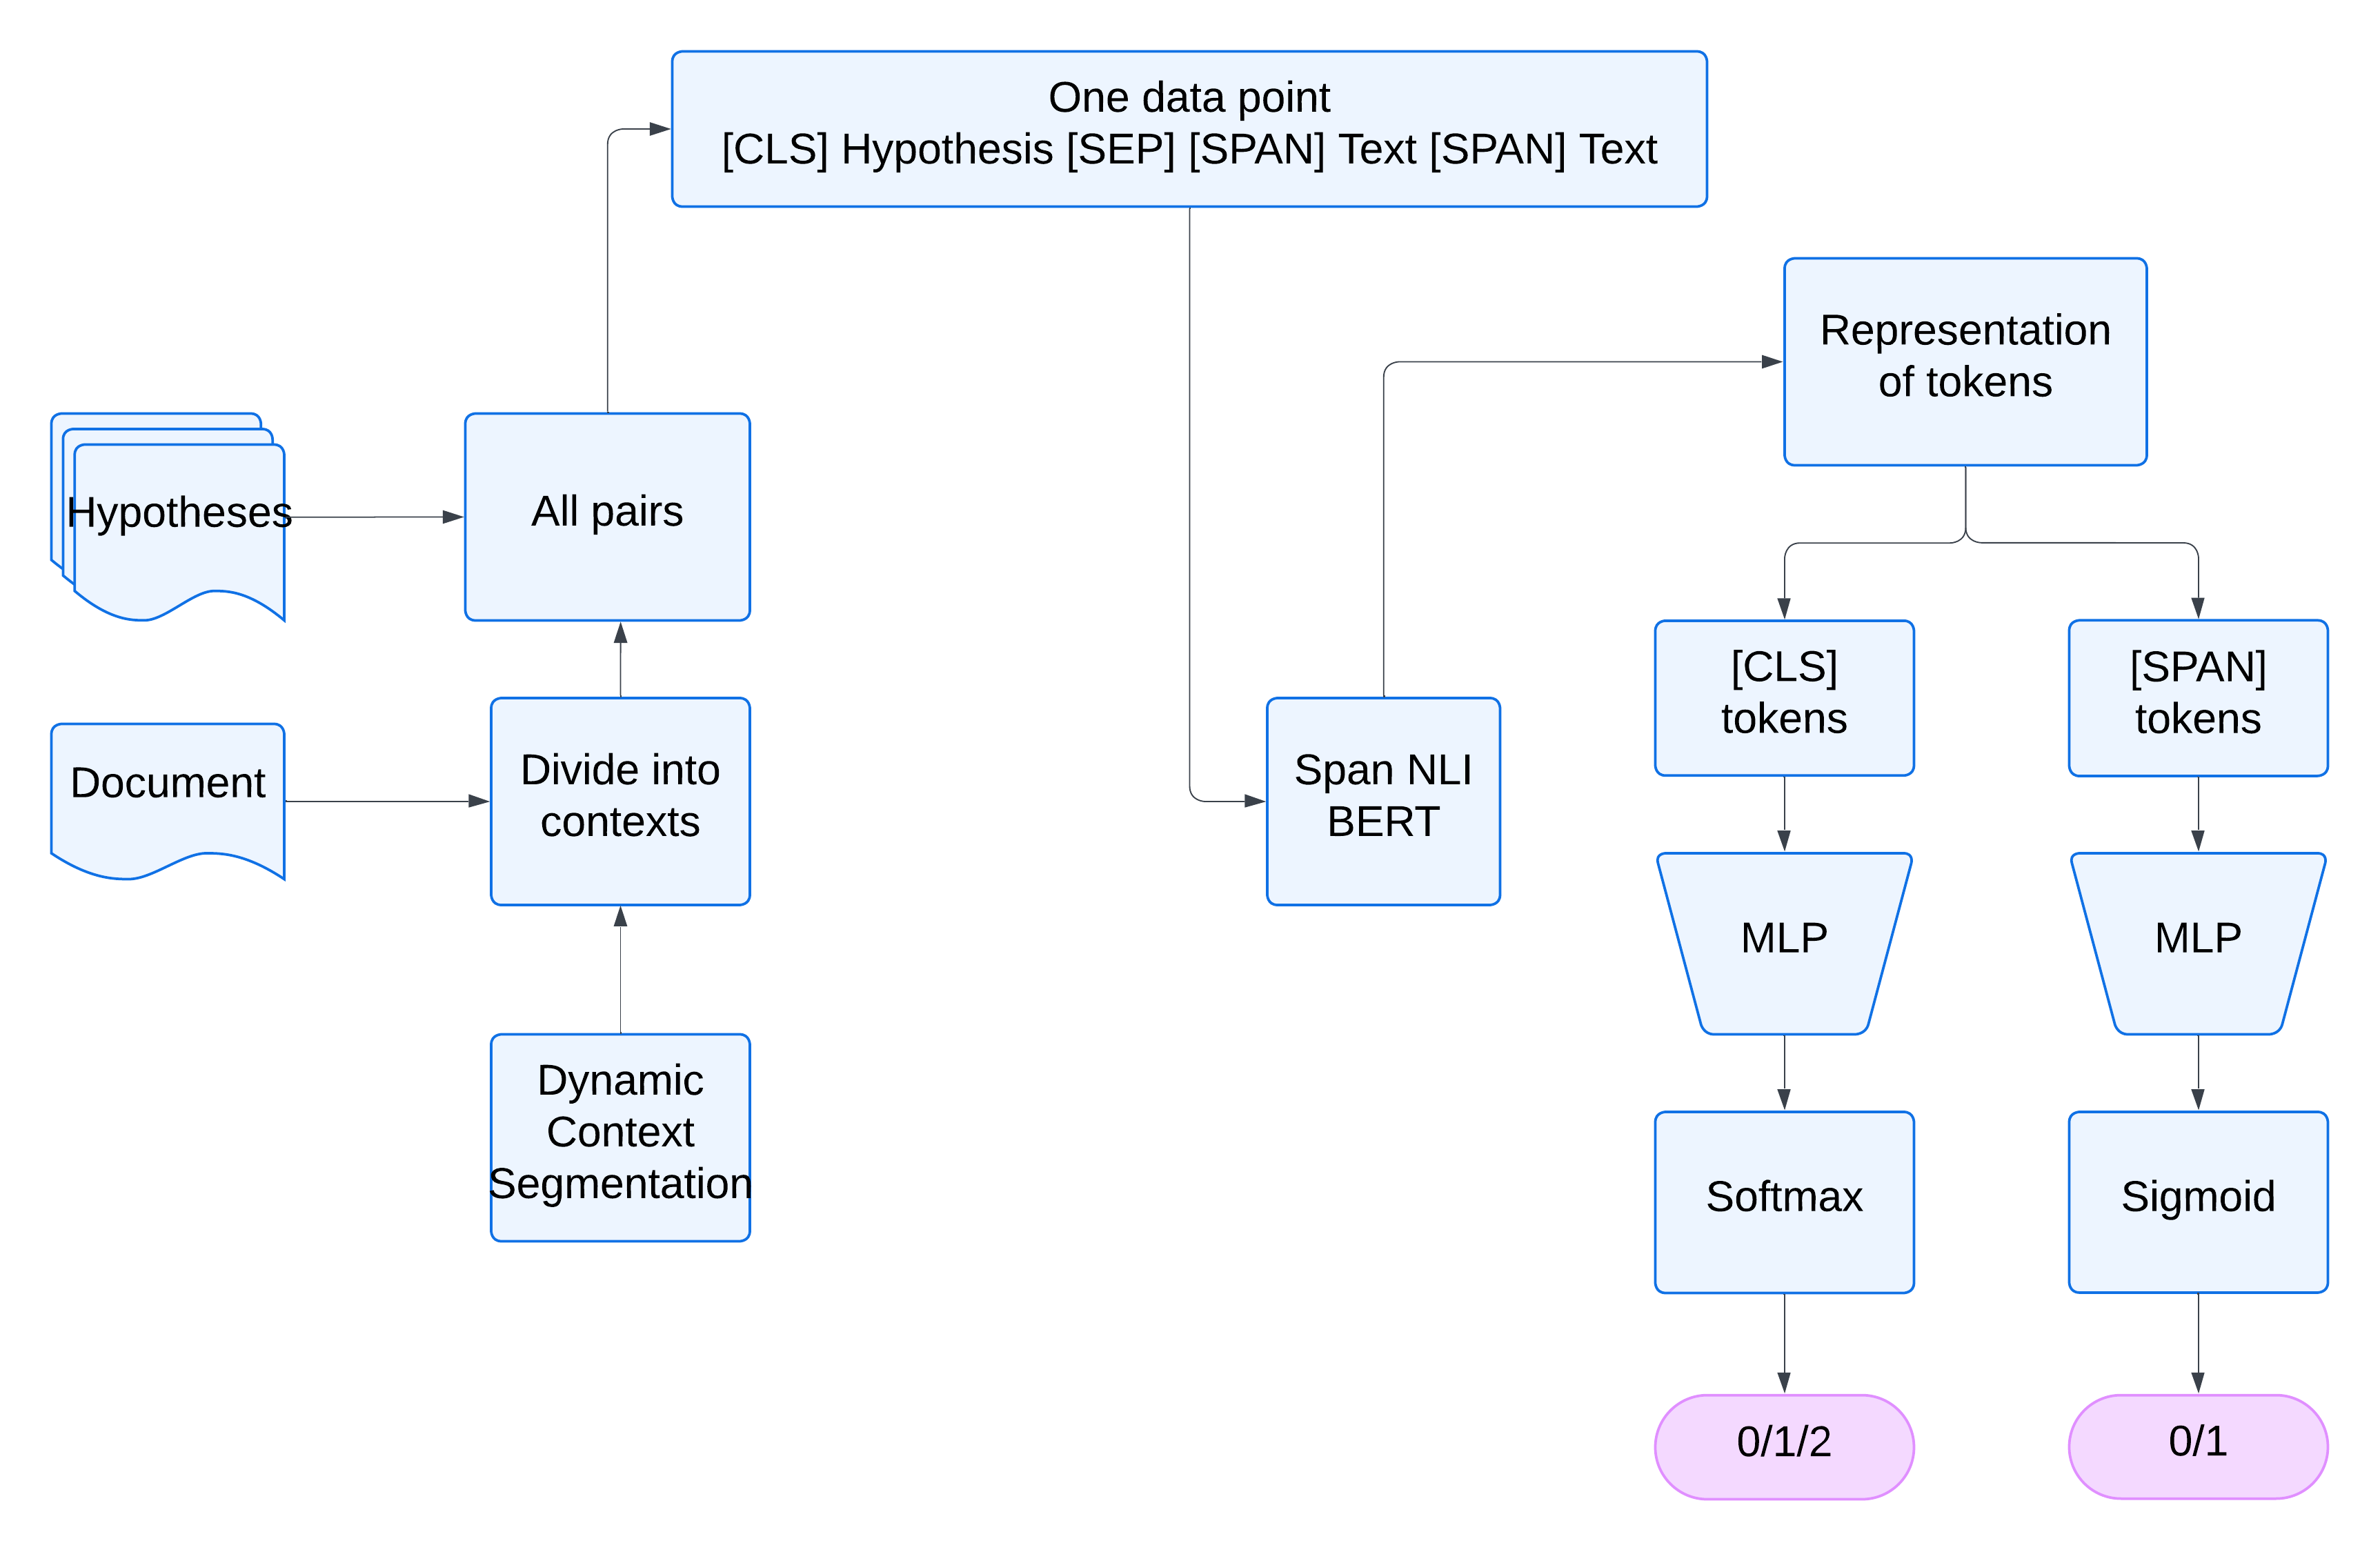 One data point
[CLS] Hypothesis [SEP] [SPAN] Text [SPAN] Text
Representation
of tokens
Hypotheses
All pairs
[CLS]
tokens
[SPAN]
tokens
Document
Divide into
contexts
Span NLI
BERT
MLP
MLP
Dynamic
Context
Segmentation
Softmax
Sigmoid
0/1/2
0/1